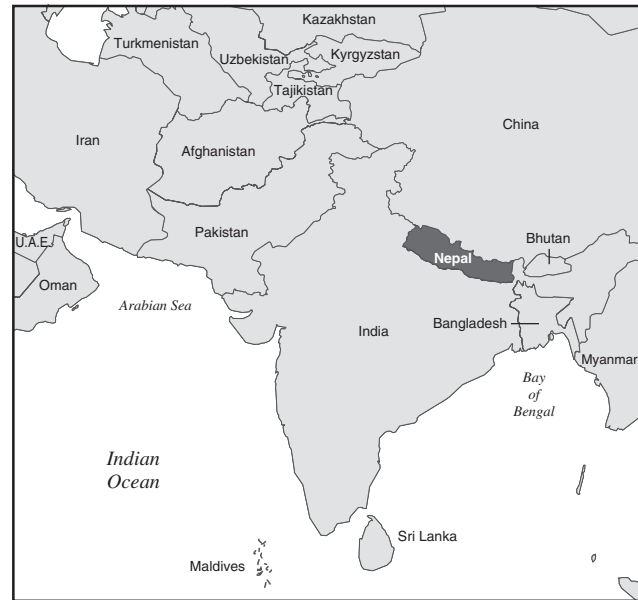 Kazakhstan
Turkmenistan
Uzbekistan
Kyrgyzstan
Tajikistan
China
Iran
Afghanistan
Pakistan
U.A.E.
Bhutan
Nepal
Oman
Arabian Sea
Bangladesh
India
Myanmar
Bay
of
Bengal
Indian
Ocean
Sri Lanka
Maldives